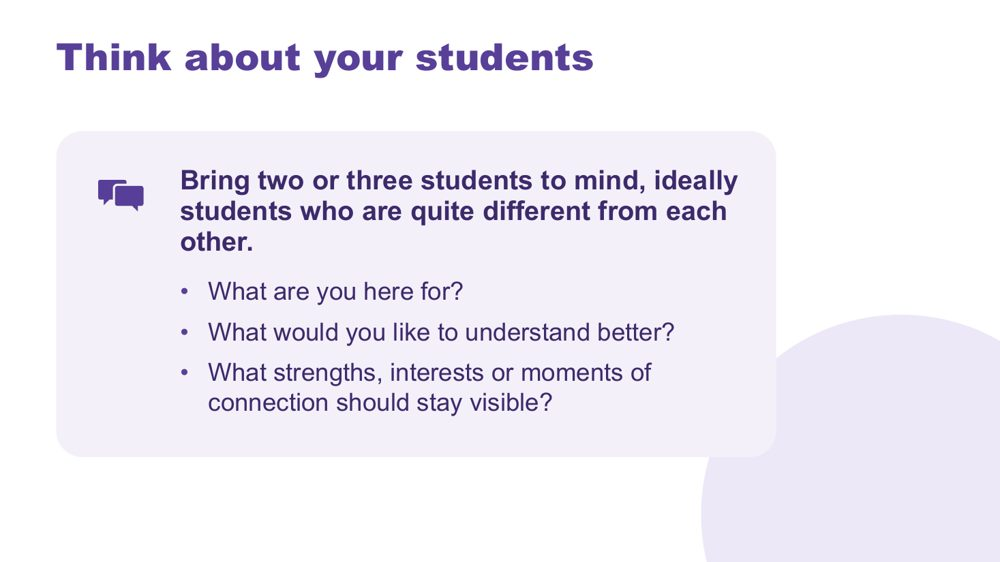 Think about your students
Bring two or three students to mind, ideally
students who are quite different from each
other.
• What are you here for?
• What would you like to understand better?
• What strengths, interests or moments of
connection should stay visible?